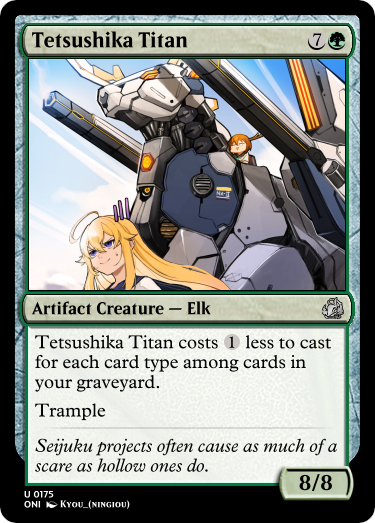 Tetsushika Titan 7
Artifact Creature — Elk
Tetsushika Titan costs 1 less to cast
for each card type among cards in
your graveyard.
Trample
Seijuku projects often cause as much of a
scare as hollow ones do.
8/8
U 0175
ONI Kyou_(ningiou)